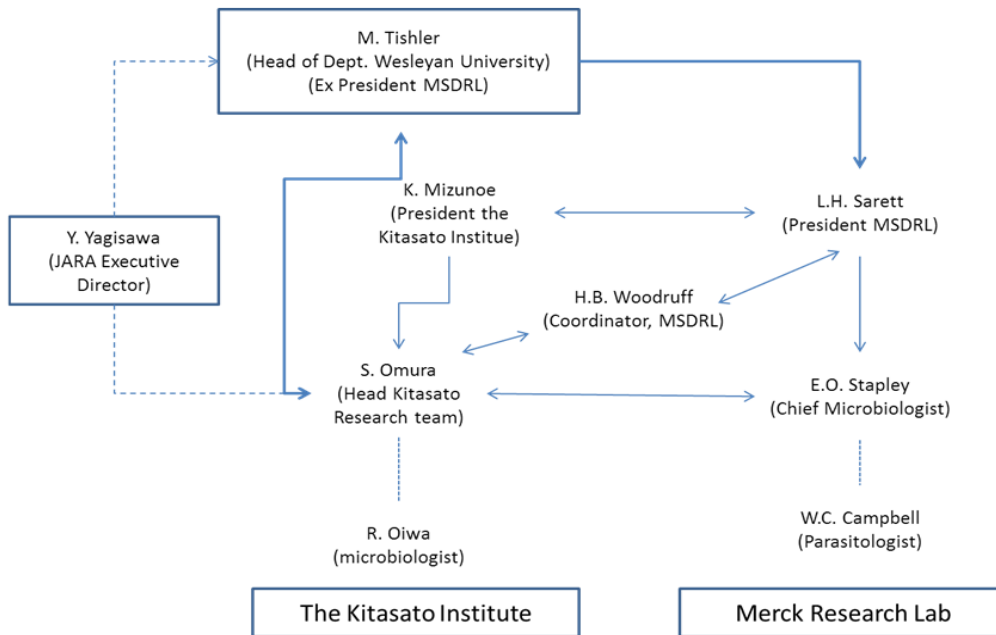 M. Tishler
(Head of Dept. Wesleyan University)
(Ex President MSDRL)
K. Mizunoe
(President the
Kitasato Institue)
L.H. Sarett
(President MSDRL)
Y. Yagisawa
(JARA Executive
Director)
H.B. Woodruff
(Coordinator, MSDRL)
S. Omura
(Head Kitasato
Research team)
E.O. Stapley
(Chief Microbiologist)
R. Oiwa
(microbiologist)
W.C. Campbell
(Parasitologist)
The Kitasato Institute
Merck Research Lab